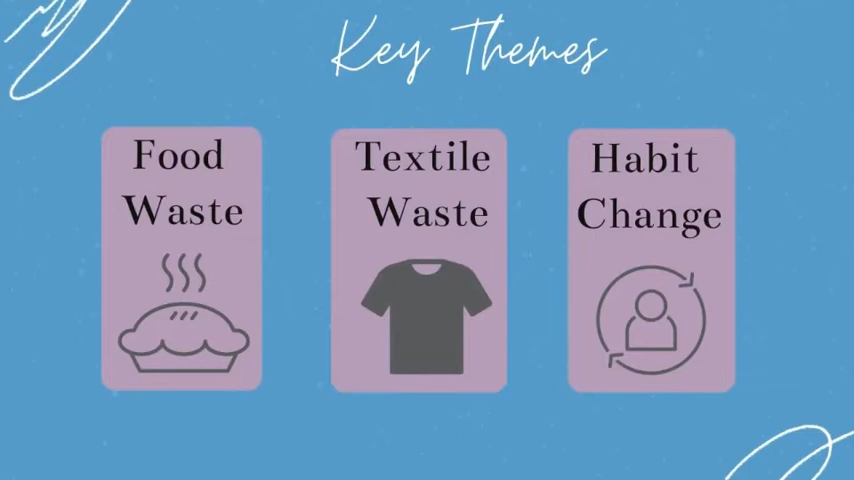 Key Themes
Food
Waste
Textile
Waste
Habit
Change